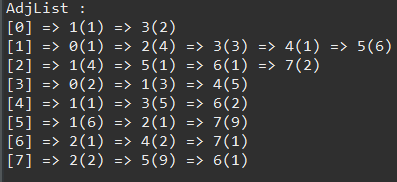 AdjList :
[0] => 1(1) => 3(2)
[1] => 0(1) => 2(4) => 3(3) => 4(1) => 5(6)
[2] => 1(4) => 5(1) => 6(1) => 7(2)
[3] => 0(2) => 1(3) => 4(5)
[4] => 1(1) => 3(5) => 6(2)
[5] => 1(6) => 2(1) => 7(9)
[6] => 2(1) => 4(2) => 7(1)
[7] => 2(2) => 5(9) => 6(1)